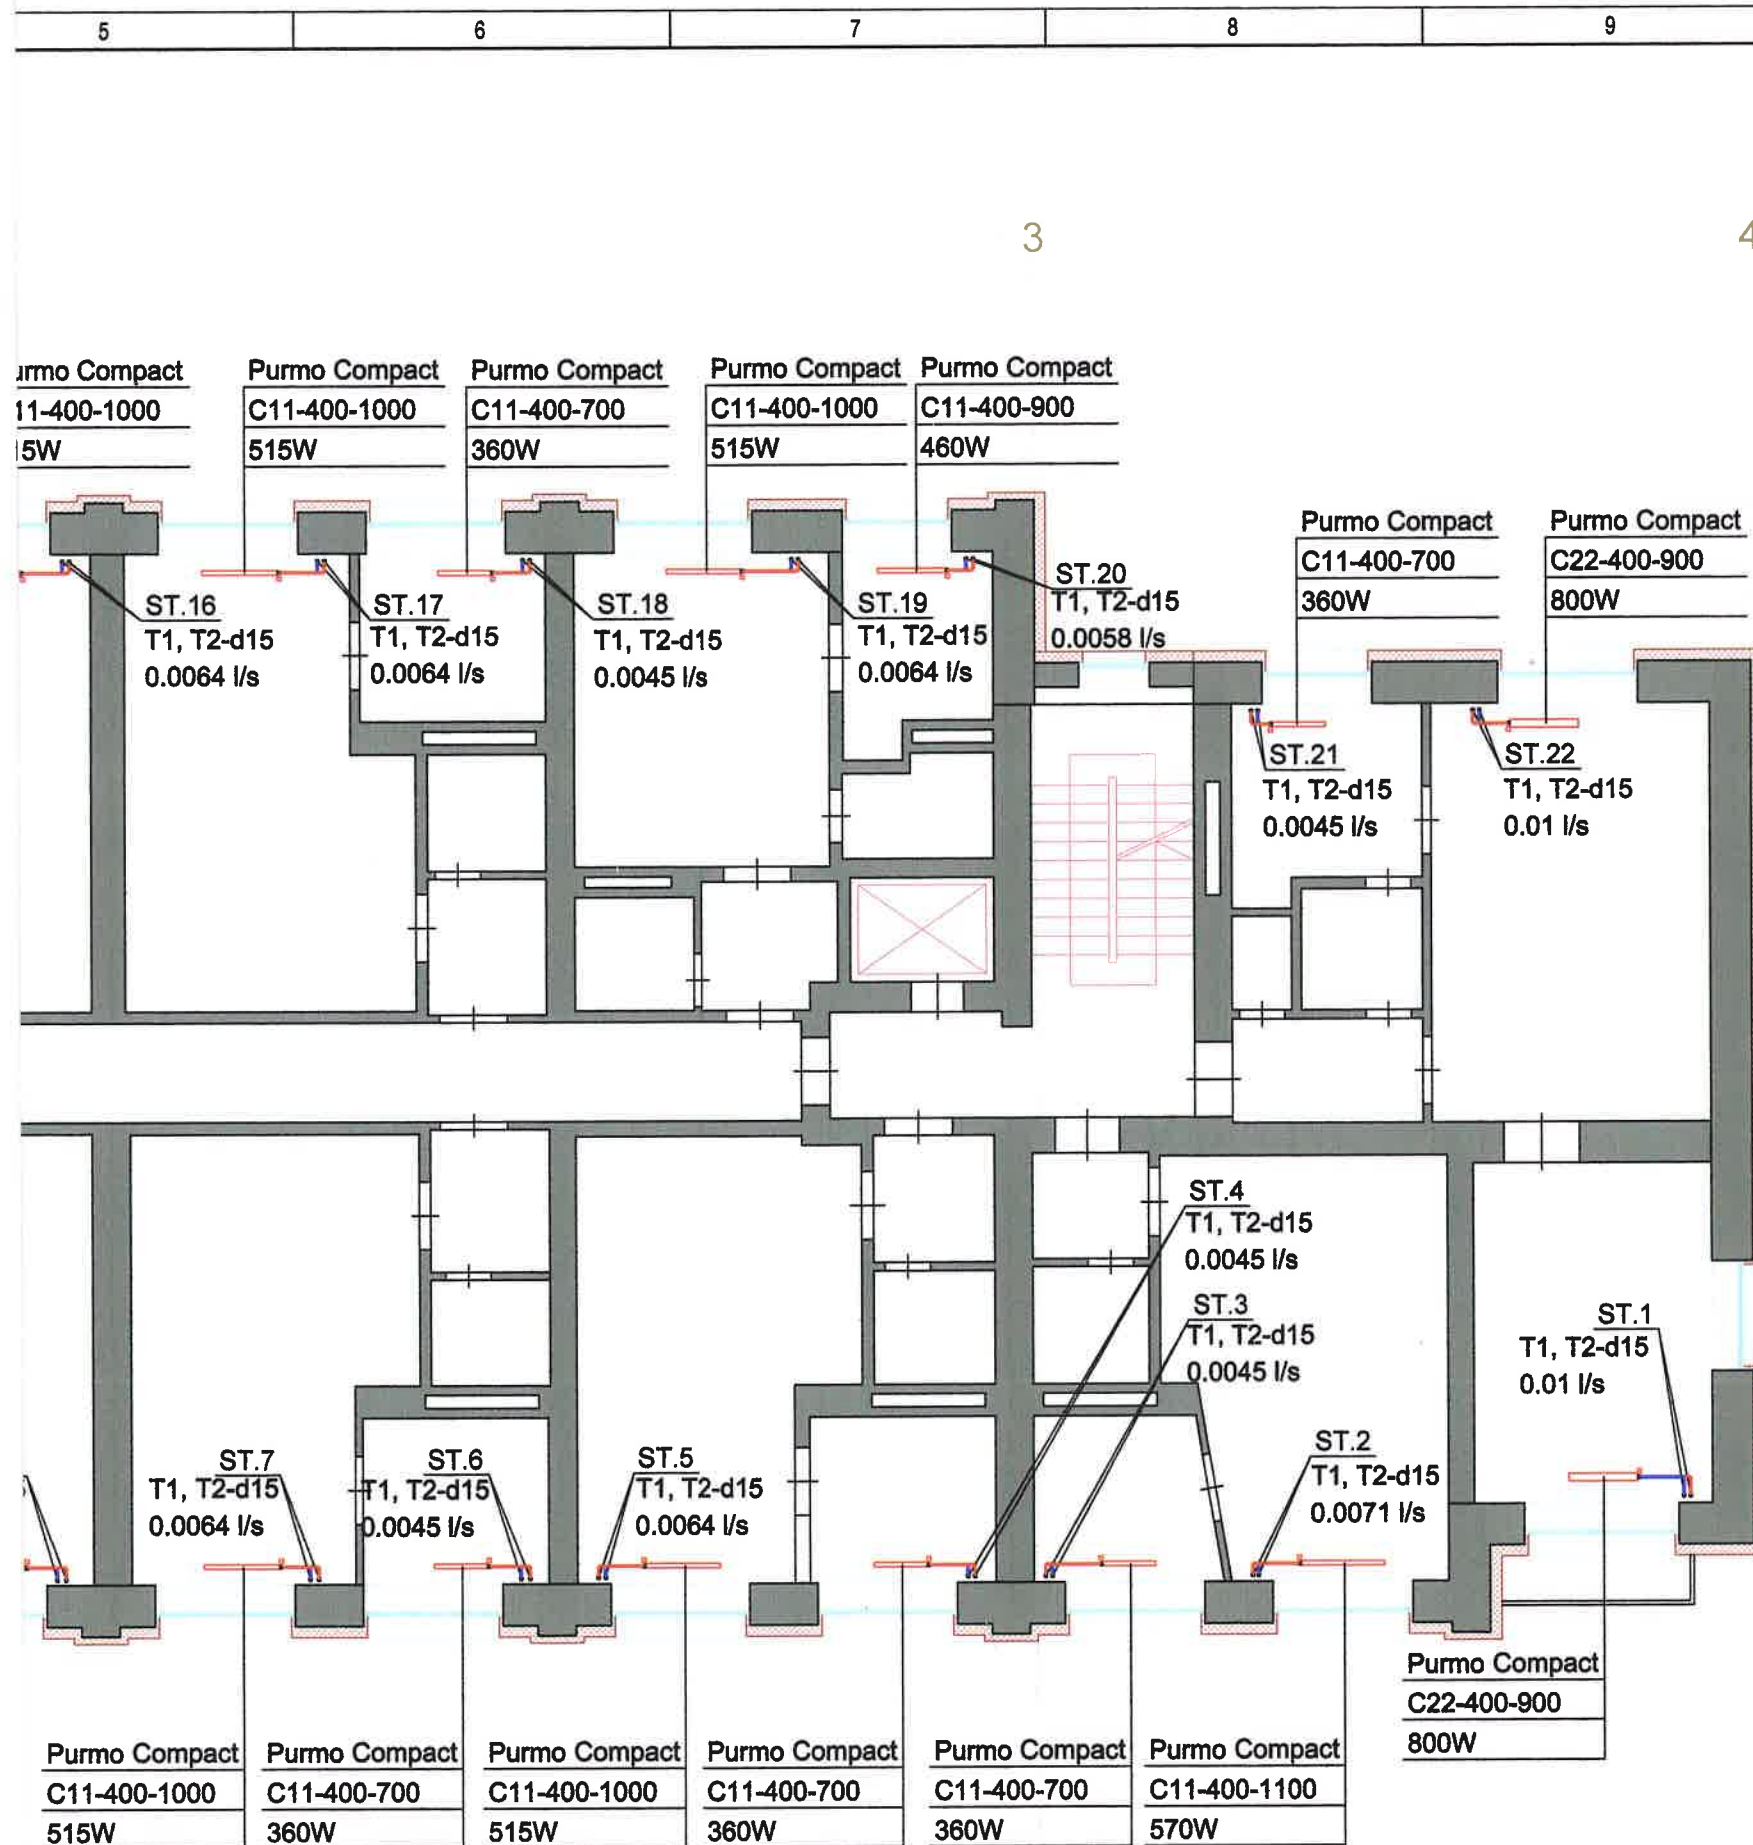 5
6
7
8
9
3
4
Purmo Compact
C11-400-1000
515W
Purmo Compact
C11-400-700
360W
Purmo Compact
C11-400-1000
515W
Purmo Compact
C11-400-900
460W
Purmo Compact
C11-400-700
360W
Purmo Compact
C22-400-900
800W
ST.16
T1, T2-d15
0.0064 l/s
ST.17
T1, T2-d15
0.0064 l/s
ST.18
T1, T2-d15
0.0045 l/s
ST.19
T1, T2-d15
0.0064 l/s
ST.20
T1, T2-d15
0.0058 l/s
ST.21
T1, T2-d15
0.0045 l/s
ST.22
T1, T2-d15
0.01 l/s
ST.4
T1, T2-d15
0.0045 l/s
ST.3
T1, T2-d15
0.0045 l/s
ST.1
T1, T2-d15
0.01 l/s
ST.7
T1, T2-d15
0.0064 l/s
ST.6
T1, T2-d15
0.0045 l/s
ST.5
T1, T2-d15
0.0064 l/s
ST.2
T1, T2-d15
0.0071 l/s
Purmo Compact
C22-400-900
800W
Purmo Compact
C11-400-1000
515W
Purmo Compact
C11-400-700
360W
Purmo Compact
C11-400-1000
515W
Purmo Compact
C11-400-700
360W
Purmo Compact
C11-400-700
360W
Purmo Compact
C11-400-1100
570W